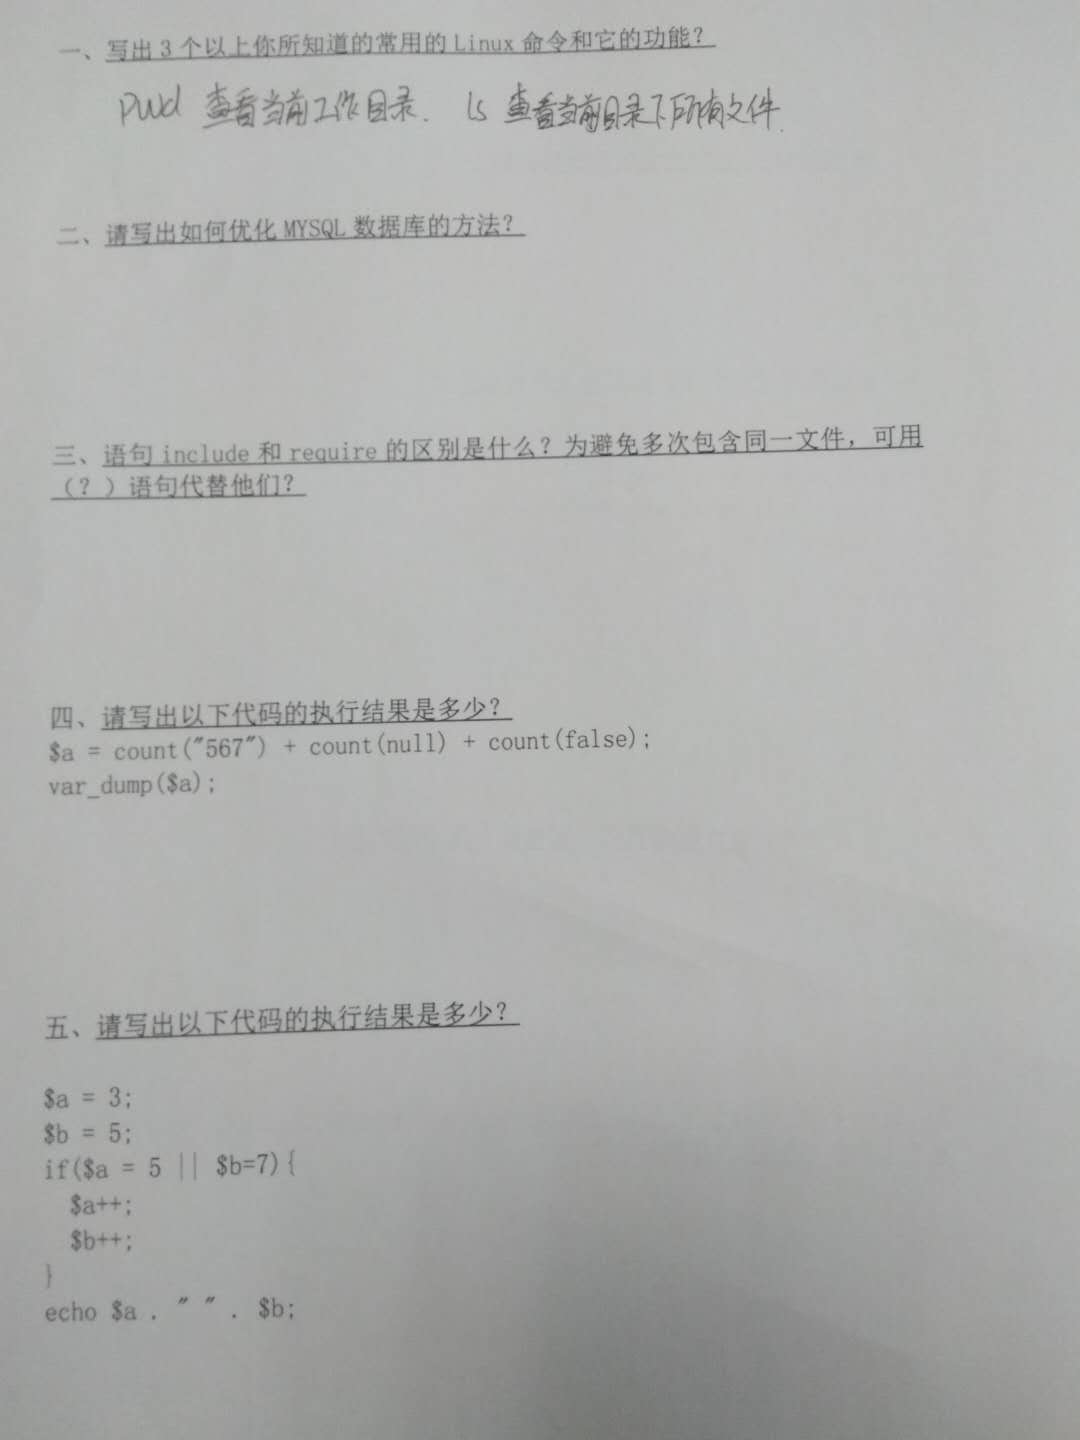 一、写出 3 个以上你所知道的常用的 Linux 命令和它的功能？
pwd 查看当前工作目录. ls 查看当前目录下所有文件.
二、请写出如何优化 MYSQL 数据库的方法？
三、语句 include 和 require 的区别是什么？为避免多次包含同一文件，可用
（？）语句代替他们？
四、请写出以下代码的执行结果是多少？
$a = count("567") + count(null) + count(false);
var_dump($a);
五、请写出以下代码的执行结果是多少？
$a = 3;
$b = 5;
if($a = 5 || $b=7){
$a++;
$b++;
}
echo $a . " " . $b;